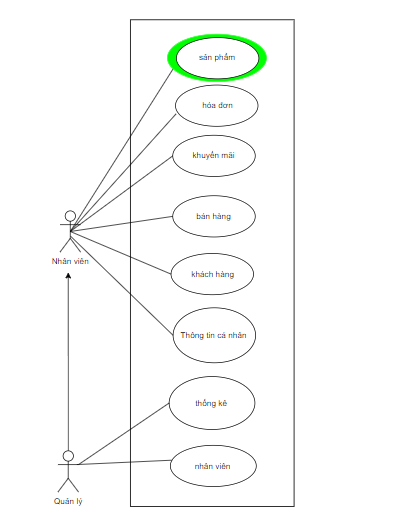 sản phẩm
hóa dơn
khuyến mãi
bán hàng
khách hàng
Nhân viên
Thông tin cá nhân
thống kê
nhân viên
Quản lý